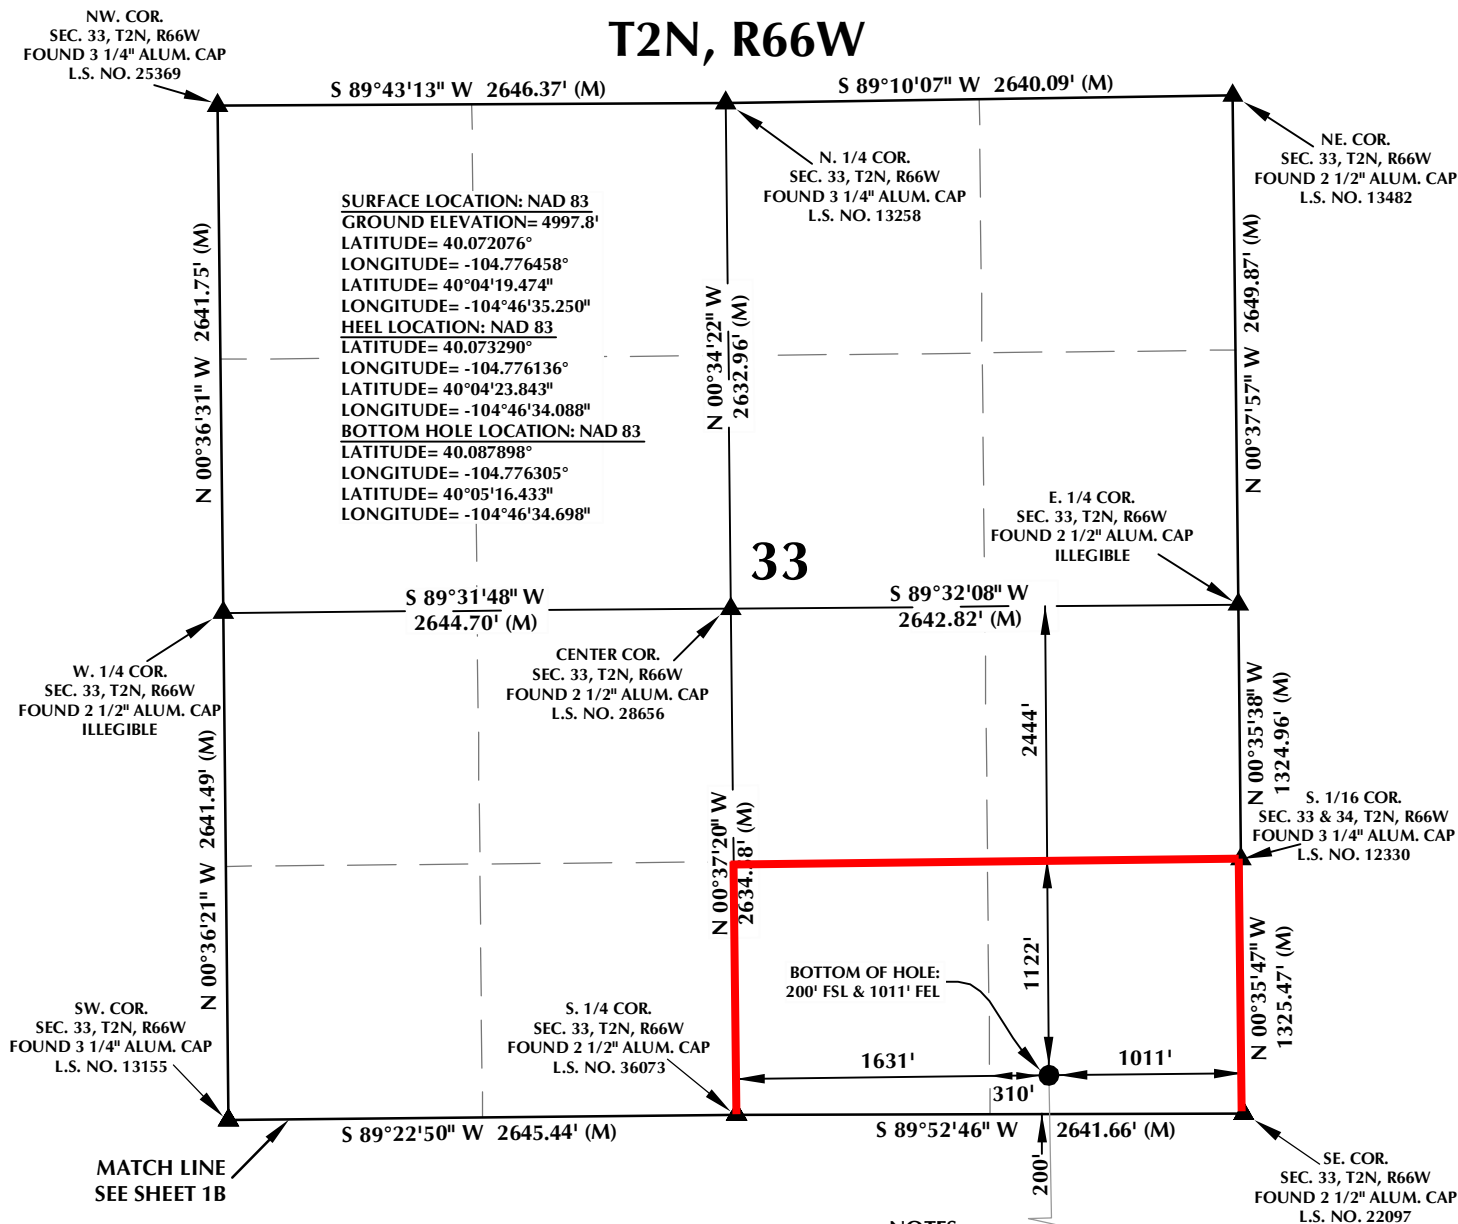 T2N, R66W
NW. COR.
SEC. 33, T2N, R66W
FOUND 3 1/4" ALUM. CAP
L.S. NO. 25369
S 89°43'13" W 2646.37' (M)
S 89°10'07" W 2640.09' (M)
N. 1/4 COR.
SEC. 33, T2N, R66W
FOUND 3 1/4" ALUM. CAP
L.S. NO. 13258
NE. COR.
SEC. 33, T2N, R66W
FOUND 2 1/2" ALUM. CAP
L.S. NO. 13482
SURFACE LOCATION: NAD 83
GROUND ELEVATION= 4997.8'
LATITUDE= 40.072076°
LONGITUDE= -104.776458°
LATITUDE= 40°04'19.474"
LONGITUDE= -104°46'35.250"
HEEL LOCATION: NAD 83
LATITUDE= 40.073290°
LONGITUDE= -104.776136°
LATITUDE= 40°04'23.843"
LONGITUDE= -104°46'34.088"
BOTTOM HOLE LOCATION: NAD 83
LATITUDE= 40.087898°
LONGITUDE= -104.776305°
LATITUDE= 40°05'16.433"
LONGITUDE= -104°46'34.698"
N 00°36'31" W 2641.75' (M)
N 00°34'22" W
2632.96' (M)
N 00°37'57" W 2649.87' (M)
E. 1/4 COR.
SEC. 33, T2N, R66W
FOUND 2 1/2" ALUM. CAP
ILLEGIBLE
33
S 89°31'48" W
2644.70' (M)
S 89°32'08" W
2642.82' (M)
W. 1/4 COR.
SEC. 33, T2N, R66W
FOUND 2 1/2" ALUM. CAP
ILLEGIBLE
CENTER COR.
SEC. 33, T2N, R66W
FOUND 2 1/2" ALUM. CAP
L.S. NO. 28656
2444'
N 00°35'38" W
1324.96' (M)
S. 1/16 COR.
SEC. 33 & 34, T2N, R66W
FOUND 3 1/4" ALUM. CAP
L.S. NO. 12330
N 00°36'21" W 2641.49' (M)
N 00°37'20" W
1122'
N 00°35'47" W
1325.47' (M)
BOTTOM OF HOLE:
200' FSL & 1011' FEL
SW. COR.
SEC. 33, T2N, R66W
FOUND 3 1/4" ALUM. CAP
L.S. NO. 13155
S. 1/4 COR.
SEC. 33, T2N, R66W
FOUND 2 1/2" ALUM. CAP
L.S. NO. 36073
1631'
1011'
310'
S 89°22'50" W 2645.44' (M)
S 89°52'46" W 2641.66' (M)
200'
MATCH LINE
SEE SHEET 1B
SE. COR.
SEC. 33, T2N, R66W
FOUND 2 1/2" ALUM. CAP
L.S. NO. 22097